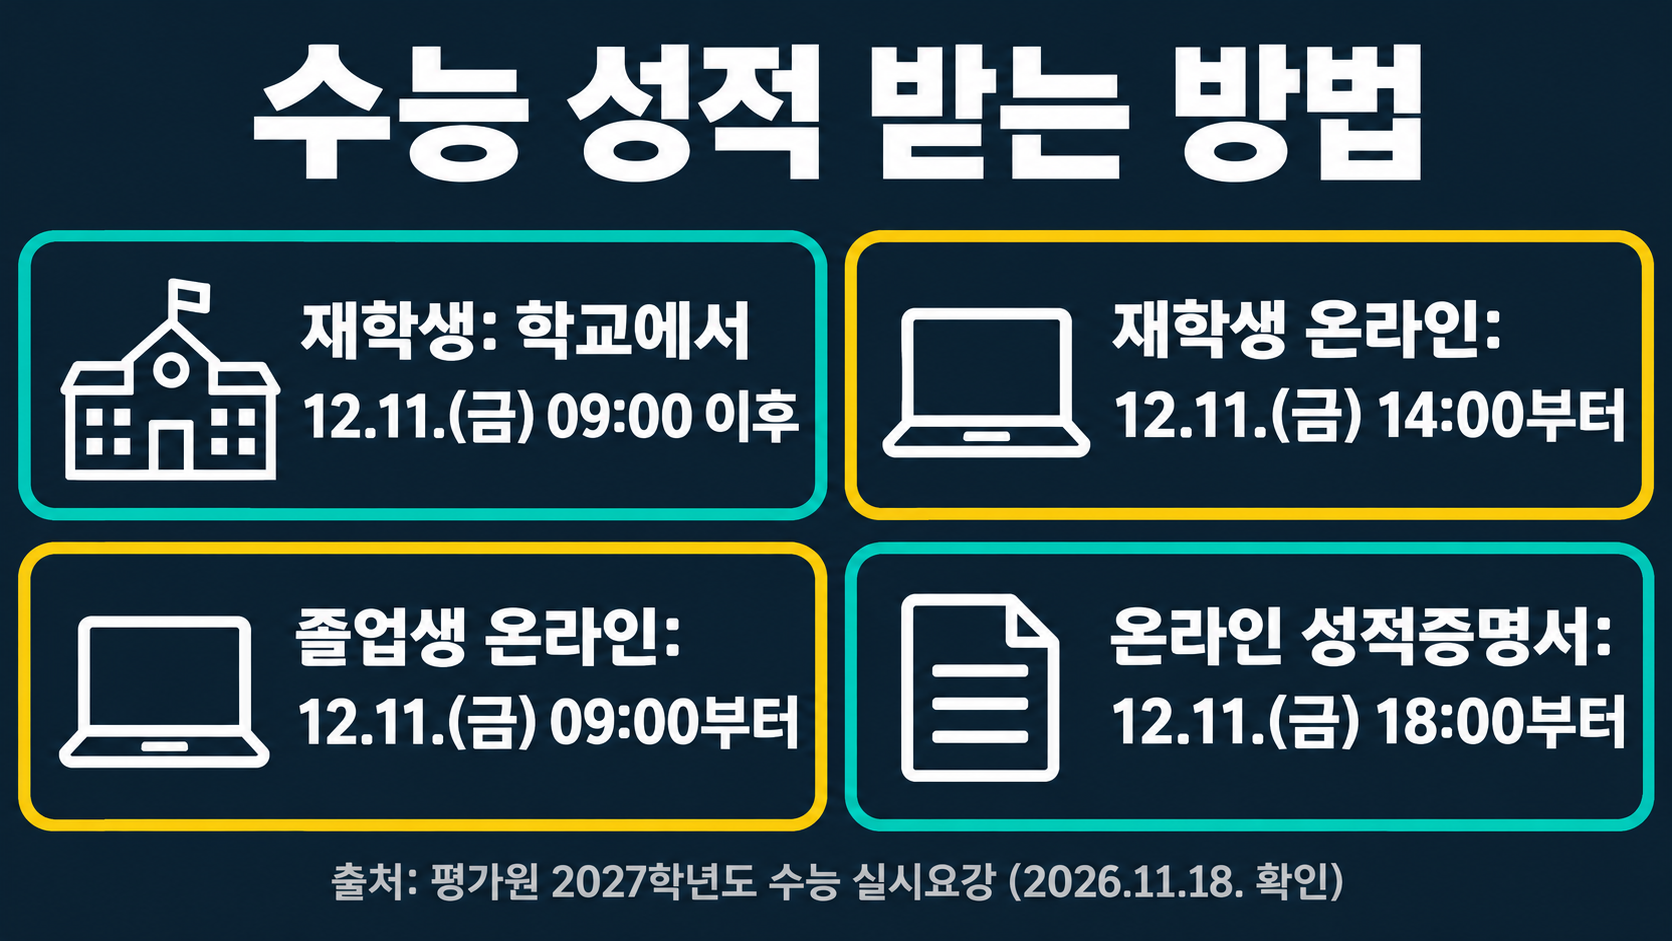 수능 성적 받는 방법
재학생: 학교에서
12.11.(금) 09:00 이후
재학생 온라인:
12.11.(금) 14:00부터
졸업생 온라인:
12.11.(금) 09:00부터
온라인 성적증명서:
12.11.(금) 18:00부터
출처: 평가원 2027학년도 수능 실시요강 (2026.11.18. 확인)